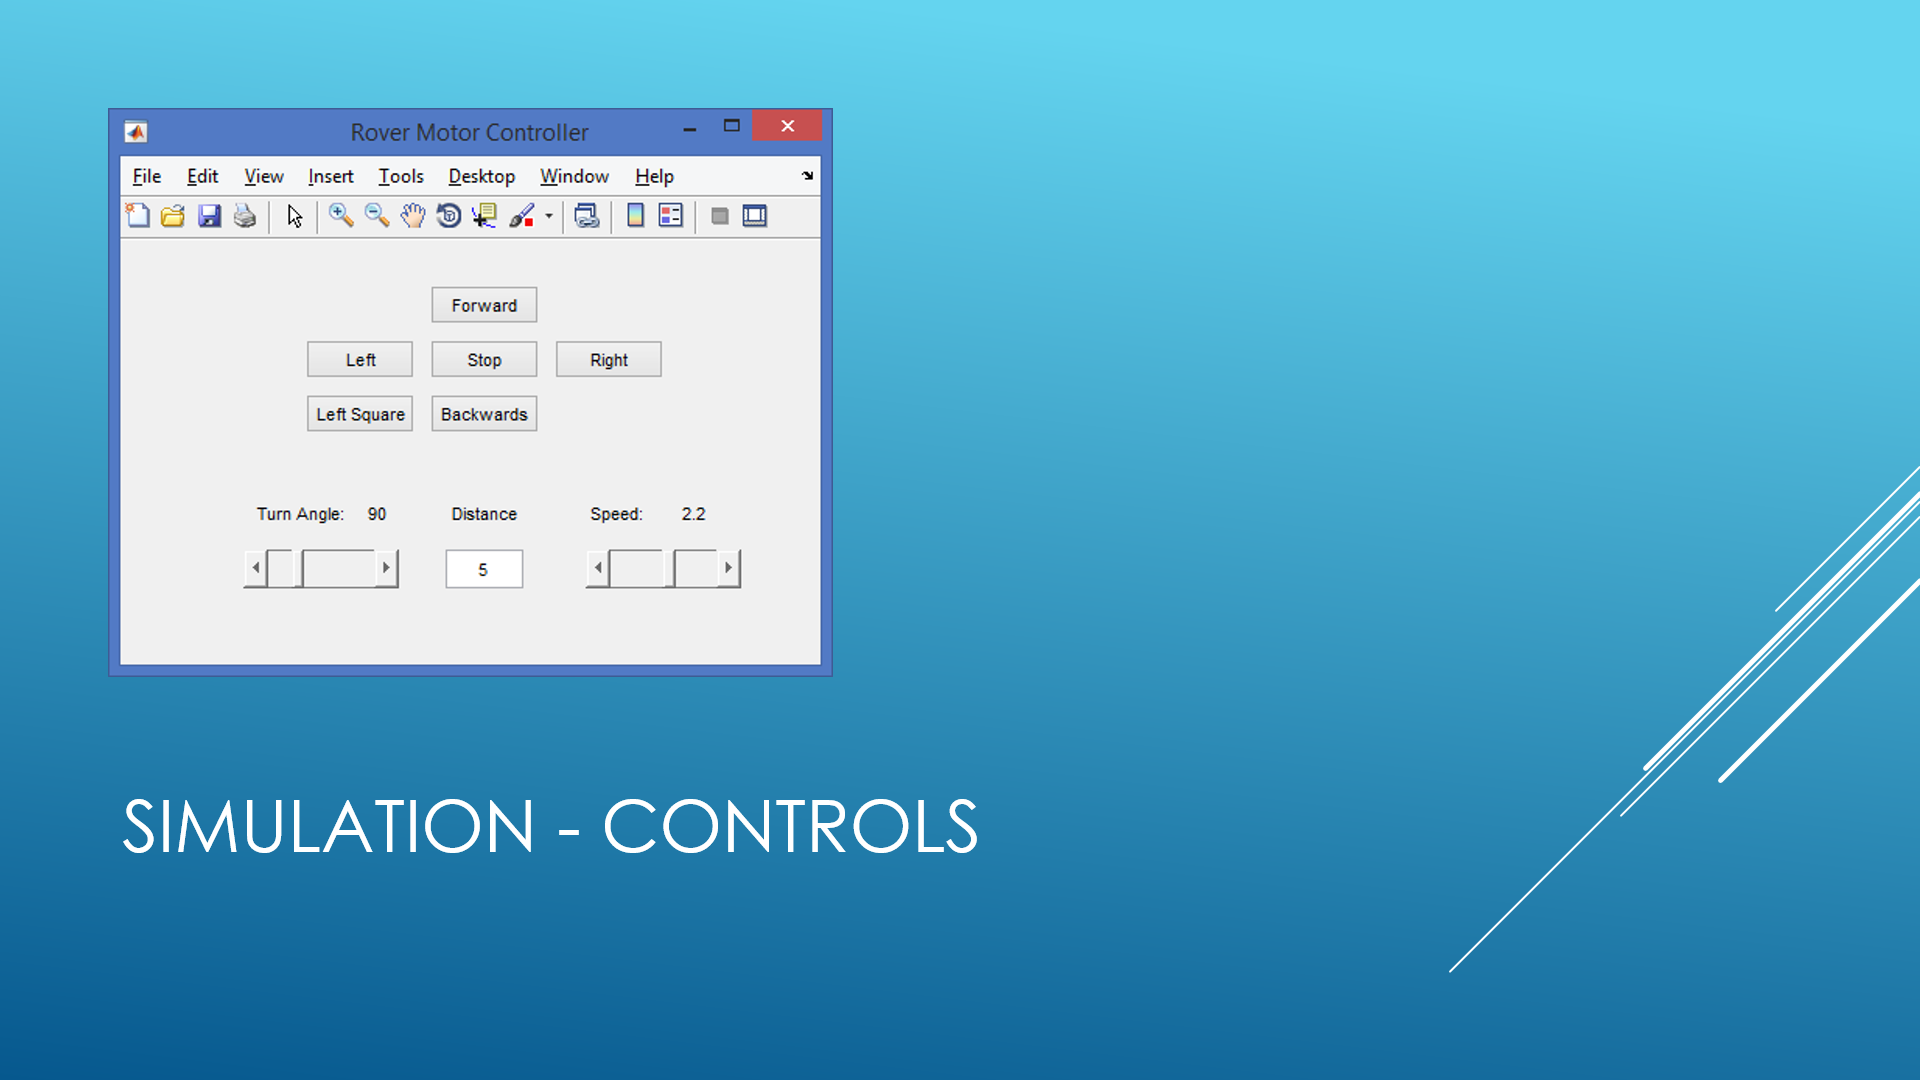 Rover Motor Controller
File Edit View Insert Tools Desktop Window Help
Forward
Left Stop Right
Left Square Backwards
Turn Angle: 90 Distance Speed: 2.2
5
SIMULATION - CONTROLS